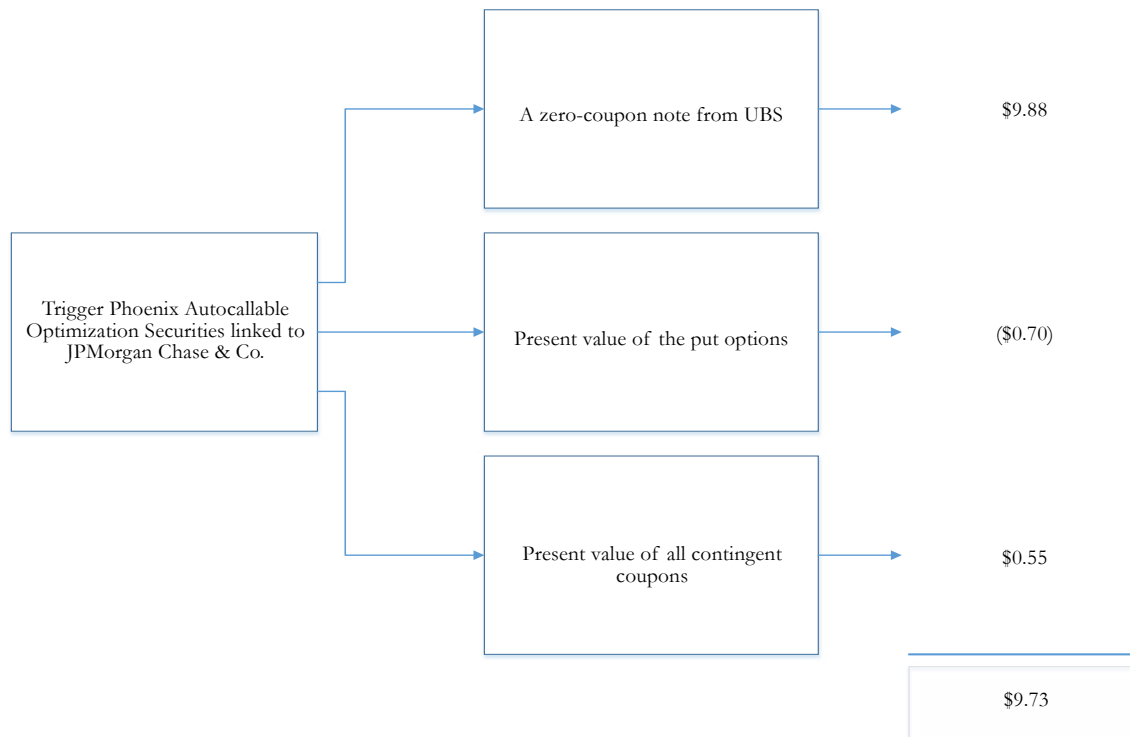 A zero-coupon note from UBS
$9.88
Trigger Phoenix Autocallable
Optimization Securities linked to
JPMorgan Chase & Co.
Present value of the put options
($0.70)
Present value of all contingent
coupons
$0.55
$9.73